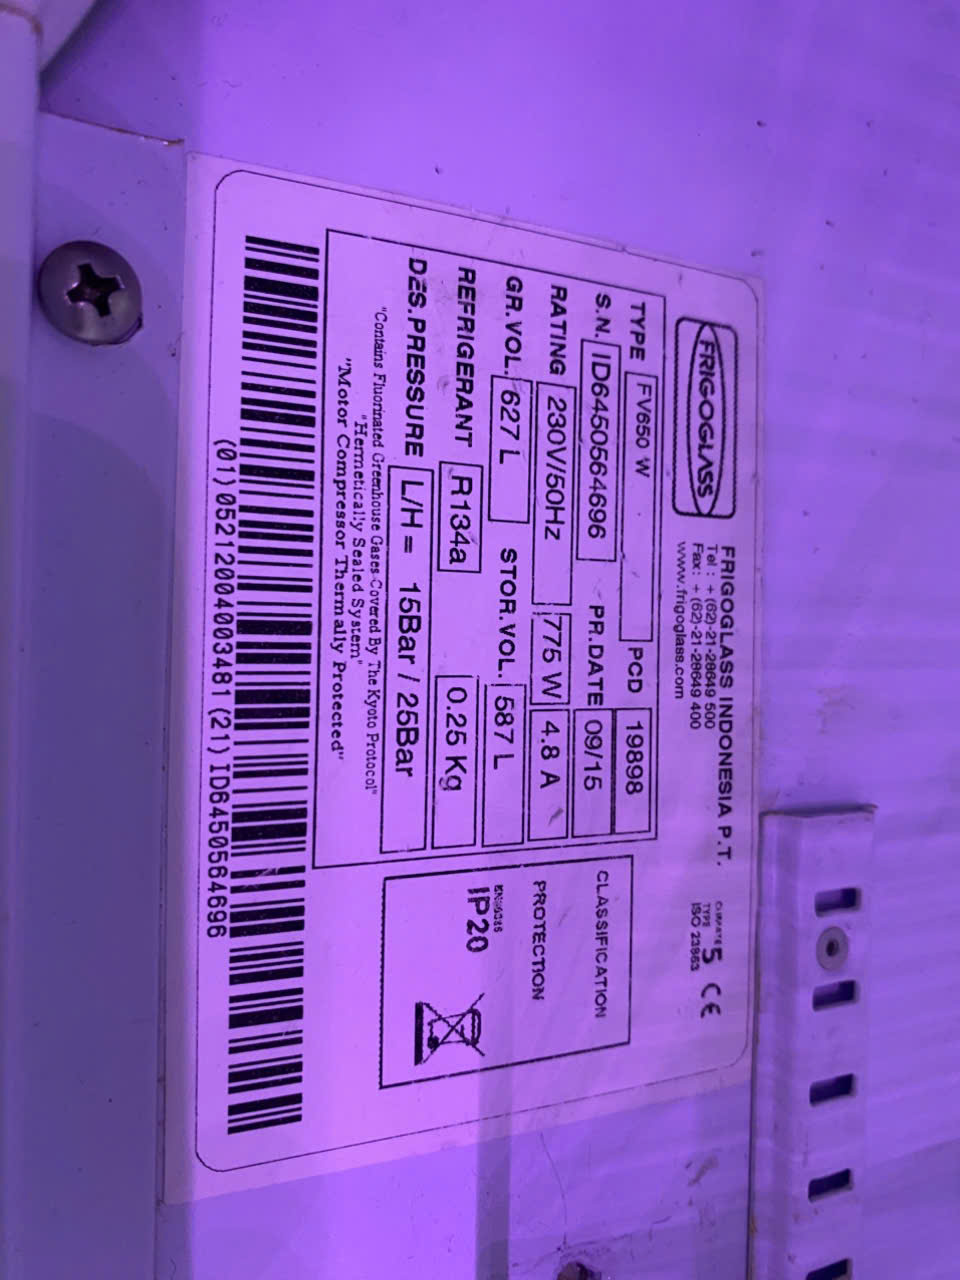 FRIGOGLASS
FRIGOGLASS INDONESIA P.T.
Tel : + (62)-21-28649 500
Fax: + (62)-21-28649 400
www.frigoglass.com
CLIMATE TYPE 5
ISO 23953
CE
TYPE FV650 W PCD 19898
S.N. ID6450564696 PR.DATE 09/15
RATING 230V/50Hz 775 W 4.8 A
GR.VOL. 627 L STOR.VOL. 587 L
REFRIGERANT R134a 0.25 Kg
DES.PRESSURE L/H = 15Bar / 25Bar
"Contains Fluorinated Greenhouse Gases Covered By The Kyoto Protocol"
"Hermetically Sealed System"
"Motor Compressor Thermally Protected"
CLASSIFICATION
PROTECTION
IP20
(01)05212004003481(21)ID6450564696